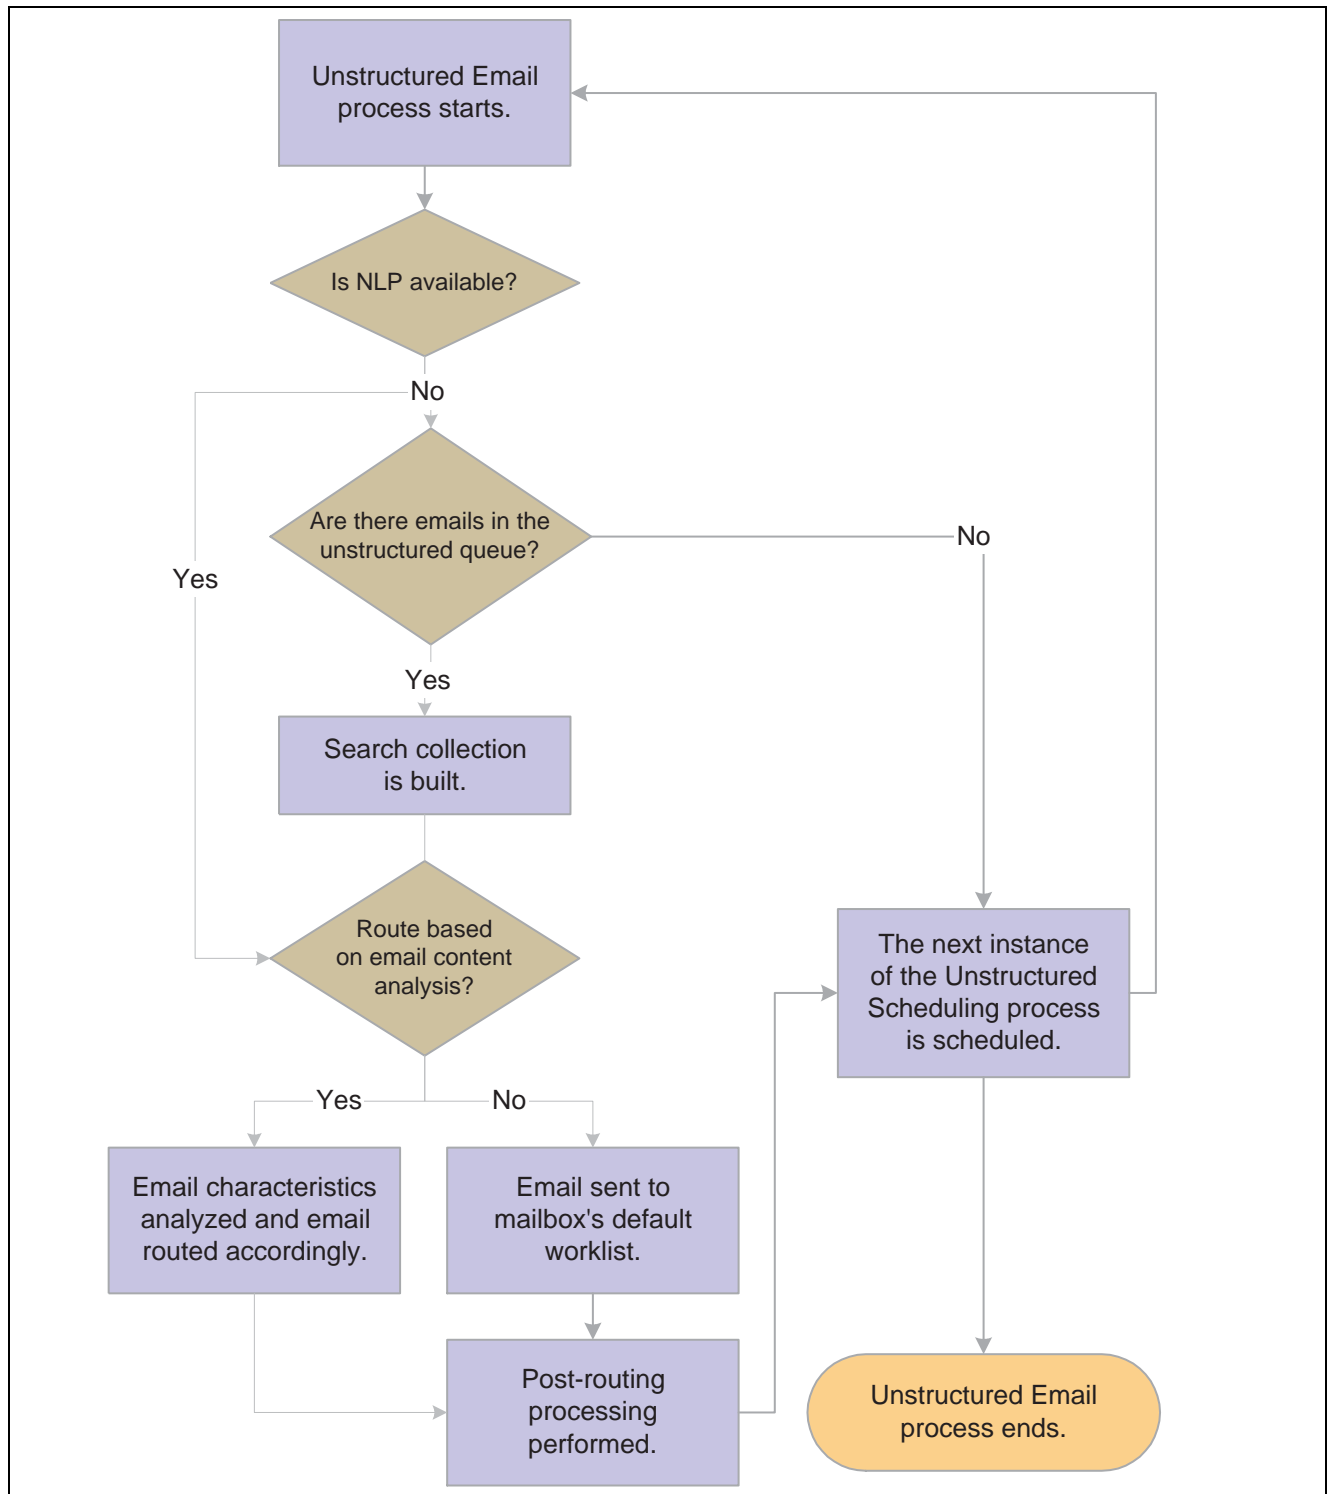 Unstructured Email
process starts.
Is NLP available?
No
Are there emails in the
unstructured queue?
No
Yes
Yes
Search collection
is built.
Route based
on email content
analysis?
The next instance
of the Unstructured
Scheduling process
is scheduled.
Yes
No
Email characteristics
analyzed and email
routed accordingly.
Email sent to
mailbox's default
worklist.
Post-routing
processing
performed.
Unstructured Email
process ends.